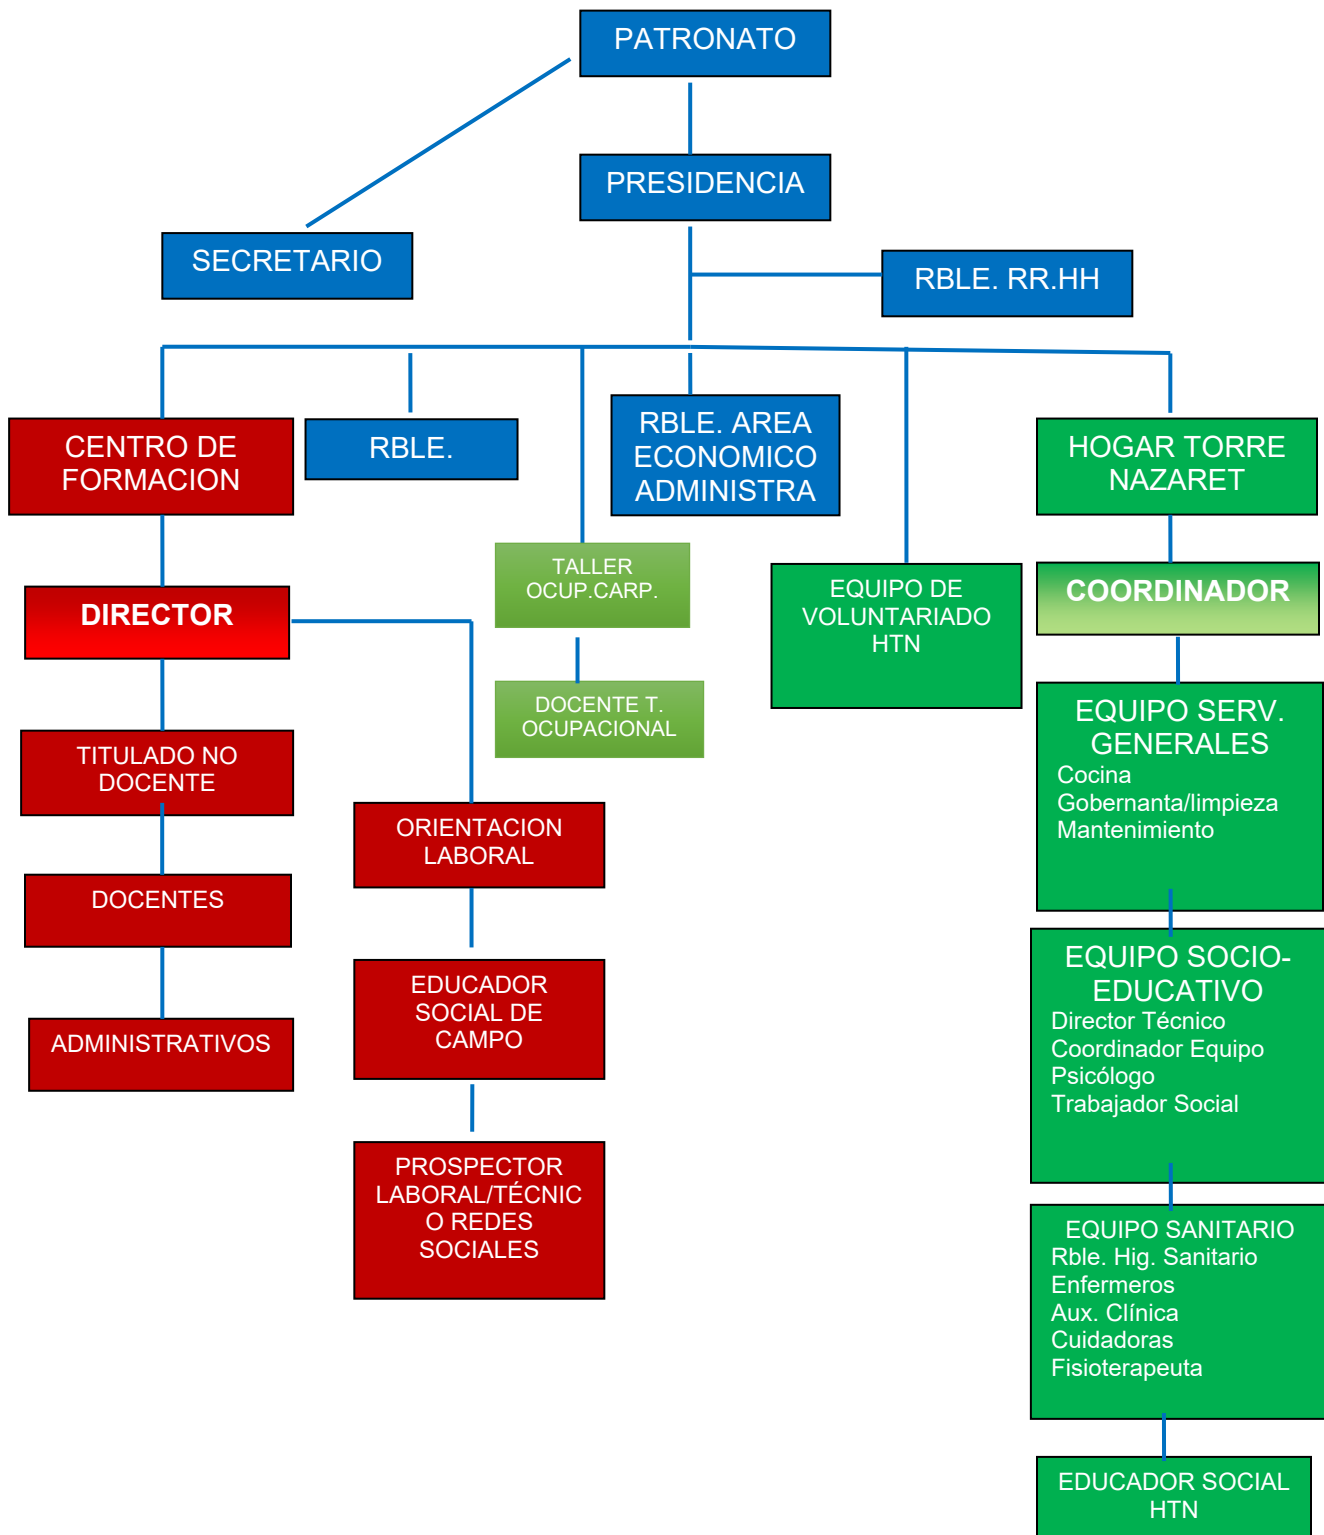 PATRONATO
PRESIDENCIA
SECRETARIO
RBLE. RR.HH
CENTRO DE
FORMACION
RBLE.
RBLE. AREA
ECONOMICO
ADMINISTRA
HOGAR TORRE
NAZARET
DIRECTOR
TALLER
OCUP.CARP.
EQUIPO DE
VOLUNTARIADO
HTN
COORDINADOR
DOCENTE T.
OCUPACIONAL
TITULADO NO
DOCENTE
EQUIPO SERV.
GENERALES
Cocina
Gobernanta/limpieza
Mantenimiento
ORIENTACION
LABORAL
DOCENTES
EDUCADOR
SOCIAL DE
CAMPO
EQUIPO SOCIO-
EDUCATIVO
Director Técnico
Coordinador Equipo
Psicólogo
Trabajador Social
ADMINISTRATIVOS
PROSPECTOR
LABORAL/TÉCNIC
O REDES
SOCIALES
EQUIPO SANITARIO
Rble. Hig. Sanitario
Enfermeros
Aux. Clínica
Cuidadoras
Fisioterapeuta
EDUCADOR SOCIAL
HTN